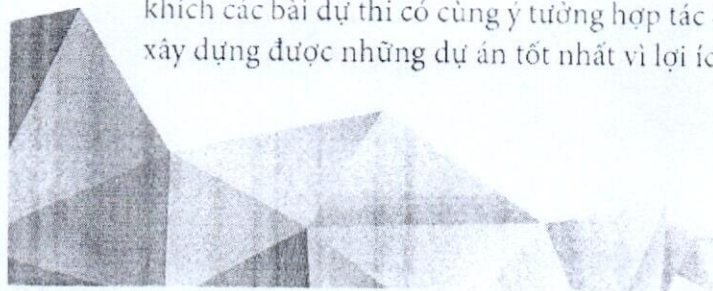 khích các bài dự thi có cùng ý tưởng hợp tác
xây dựng được những dự án tốt nhất vì lợi